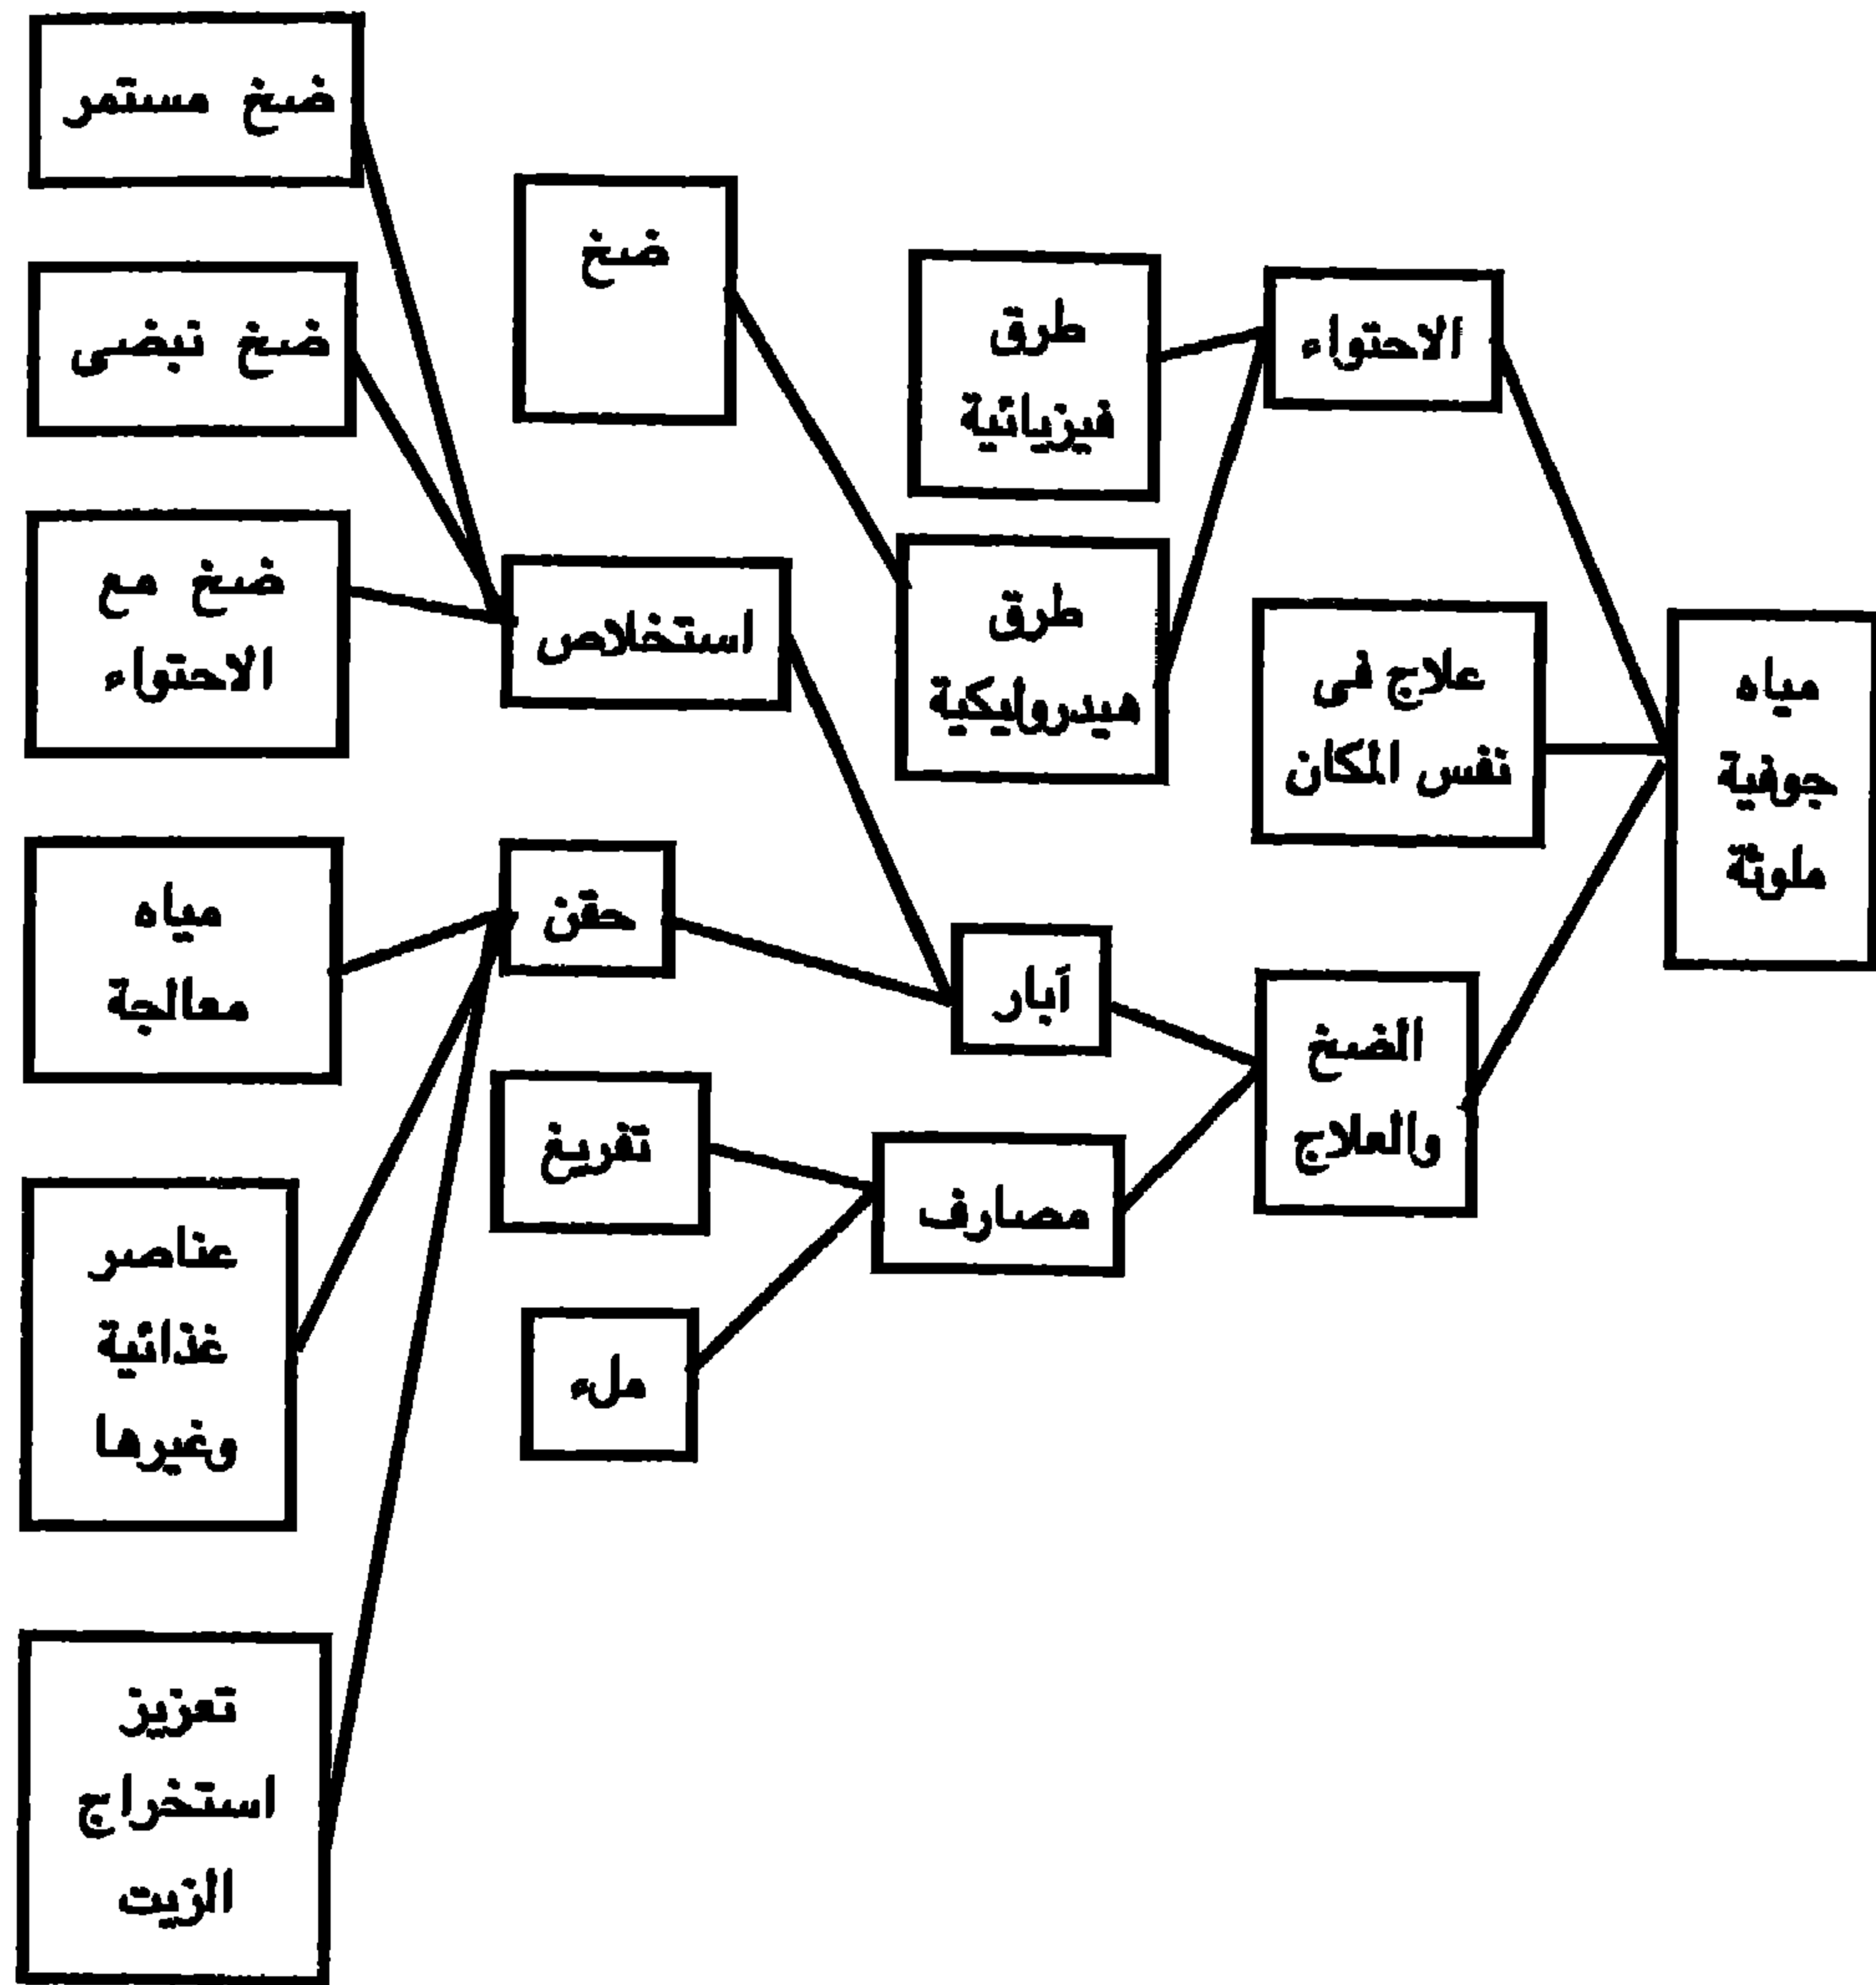 مياه
جوفية
ملوثة
الاحتواء
علاج فى
نفس المكان
الضخ
والعلاج
طرق
فيزيائية
طرق
هيدروليكية
آبار
مصارف
ضخ
استخلاص
حقن
تفريغ
ملء
ضخ مستمر
ضخ نبضى
ضخ مع
الاحتواء
مياه
معالجة
عناصر
غذائية
وغيرها
تعزيز
استخراج
الزيت